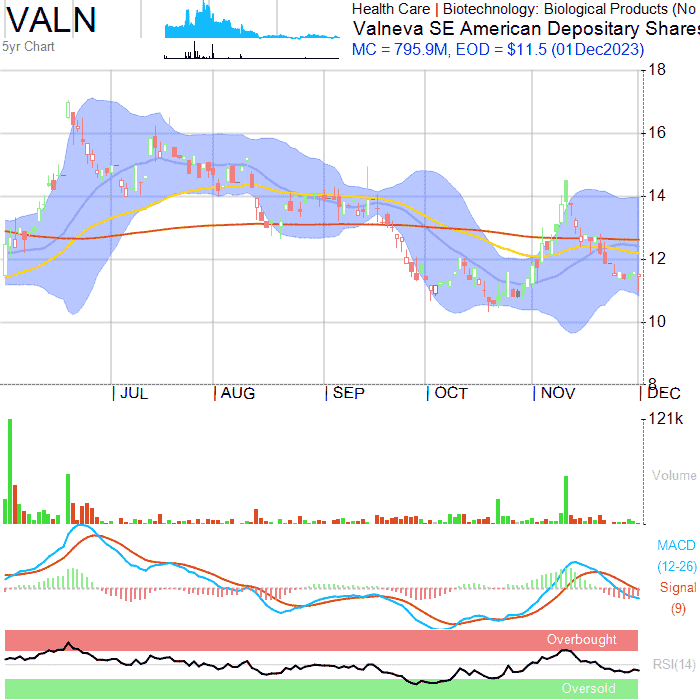 VALN
5yr Chart
Health Care | Biotechnology: Biological Products (No
Valneva SE American Depositary Shares
MC = 795.9M, EOD = $11.5 (01Dec2023)
18
16
14
12
10
8
JUL AUG SEP OCT NOV DEC
121k
Volume
MACD
(12-26)
Signal
(9)
Overbought
RSI(14)
Oversold